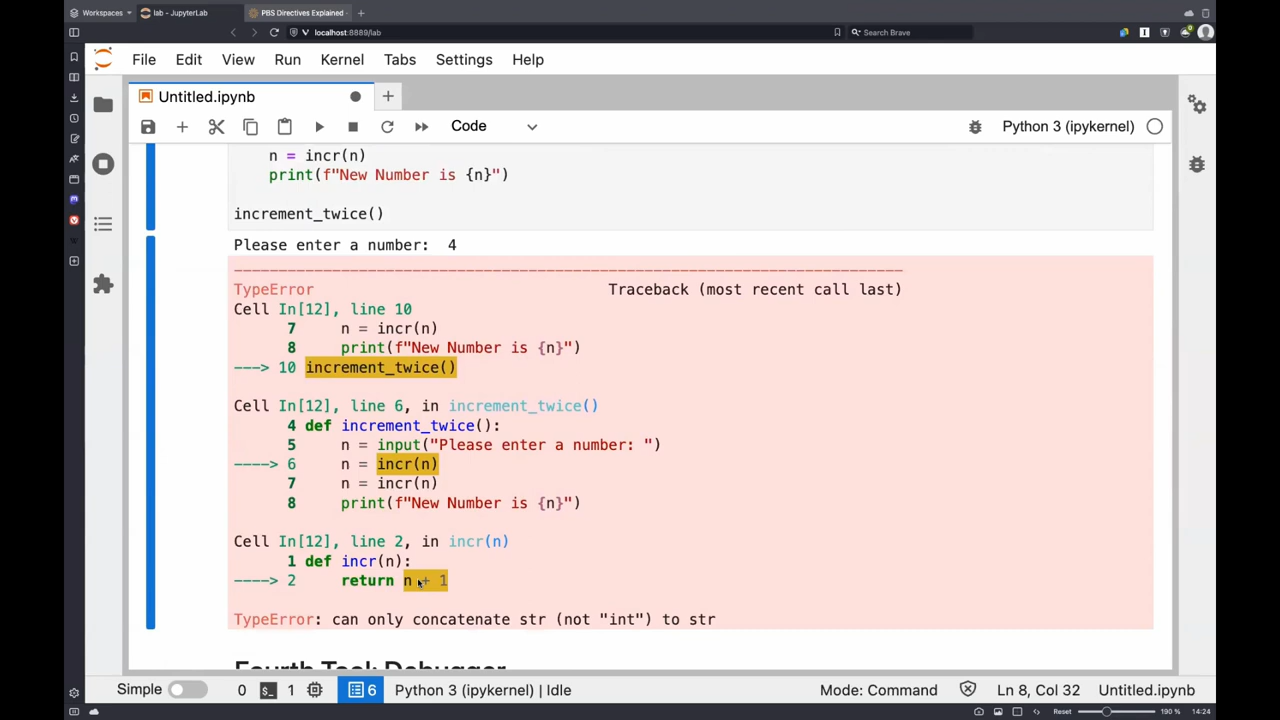 Workspaces
lab - JupyterLab
PBS Directives Explained
localhost:8889/lab
Search Brave
File Edit View Run Kernel Tabs Settings Help
Untitled.ipynb
Code
Python 3 (ipykernel)
n = incr(n)
print(f"New Number is {n}")
increment_twice()
Please enter a number:  4
---------------------------------------------------------------------------
TypeError                                 Traceback (most recent call last)
Cell In[12], line 10
7     n = incr(n)
8     print(f"New Number is {n}")
---> 10 increment_twice()
Cell In[12], line 6, in increment_twice()
4 def increment_twice():
5     n = input("Please enter a number: ")
----> 6     n = incr(n)
7     n = incr(n)
8     print(f"New Number is {n}")
Cell In[12], line 2, in incr(n)
1 def incr(n):
----> 2     return n + 1
TypeError: can only concatenate str (not "int") to str
Fourth Task Debugger
Simple 0 1 6 Python 3 (ipykernel) | Idle Mode: Command Ln 8, Col 32 Untitled.ipynb
Reset 190 % 14:24